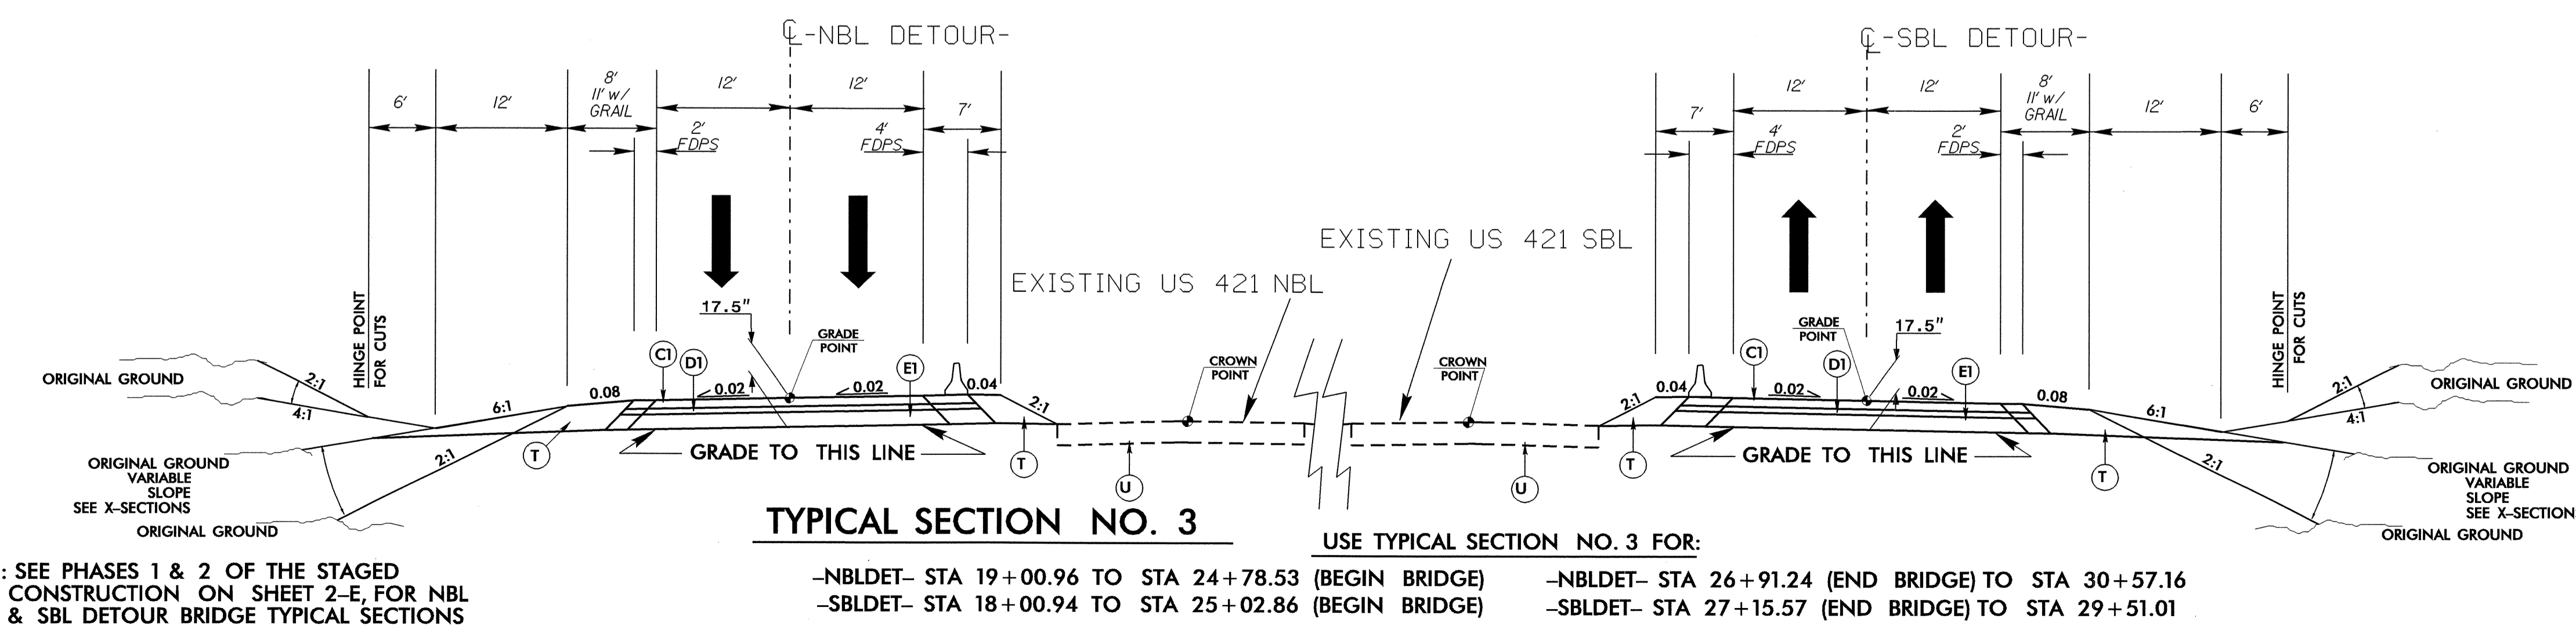 ℄-NBL DETOUR-
℄-SBL DETOUR-
6'
12'
8'
11' w/
GRAIL
12'
12'
7'
2'
FDPS
4'
FDPS
7'
12'
12'
8'
11' w/
GRAIL
12'
6'
4'
FDPS
2'
FDPS
EXISTING US 421 SBL
EXISTING US 421 NBL
HINGE POINT
FOR CUTS
17.5"
GRADE
POINT
CROWN
POINT
CROWN
POINT
GRADE
POINT
17.5"
HINGE POINT
FOR CUTS
ORIGINAL GROUND
2:1
4:1
6:1
0.08
C1
D1
0.02
0.02
E1
0.04
2:1
2:1
0.04
C1
0.02
D1
0.02
E1
0.08
6:1
2:1
4:1
ORIGINAL GROUND
ORIGINAL GROUND
VARIABLE
SLOPE
SEE X-SECTIONS
2:1
T
GRADE TO THIS LINE
T
U
U
T
GRADE TO THIS LINE
T
2:1
ORIGINAL GROUND
VARIABLE
SLOPE
SEE X-SECTION
ORIGINAL GROUND
ORIGINAL GROUND
TYPICAL SECTION NO. 3
USE TYPICAL SECTION NO. 3 FOR:
: SEE PHASES 1 & 2 OF THE STAGED
CONSTRUCTION ON SHEET 2-E, FOR NBL
& SBL DETOUR BRIDGE TYPICAL SECTIONS
-NBLDET- STA 19+00.96 TO STA 24+78.53 (BEGIN BRIDGE)
-SBLDET- STA 18+00.94 TO STA 25+02.86 (BEGIN BRIDGE)
-NBLDET- STA 26+91.24 (END BRIDGE) TO STA 30+57.16
-SBLDET- STA 27+15.57 (END BRIDGE) TO STA 29+51.01